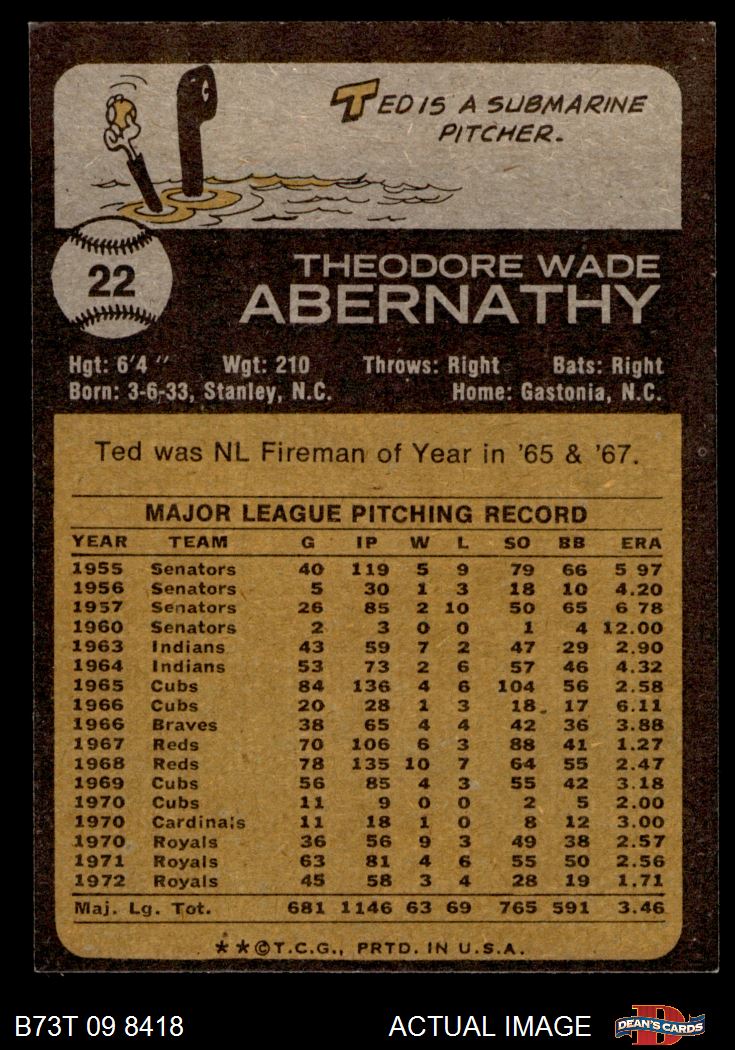 TED IS A SUBMARINE
PITCHER.
22
THEODORE WADE
ABERNATHY
Hgt: 6'4 " Wgt: 210 Throws: Right Bats: Right
Born: 3-6-33, Stanley, N.C. Home: Gastonia, N.C.
Ted was NL Fireman of Year in '65 & '67.
MAJOR LEAGUE PITCHING RECORD
YEAR TEAM G IP W L SO BB ERA
1955 Senators 40 119 5 9 79 66 5 97
1956 Senators 5 30 1 3 18 10 4.20
1957 Senators 26 85 2 10 50 65 6 78
1960 Senators 2 3 0 0 1 4 12.00
1963 Indians 43 59 7 2 47 29 2.90
1964 Indians 53 73 2 6 57 46 4.32
1965 Cubs 84 136 4 6 104 56 2.58
1966 Cubs 20 28 1 3 18 17 6.11
1966 Braves 38 65 4 4 42 36 3.88
1967 Reds 70 106 6 3 88 41 1.27
1968 Reds 78 135 10 7 64 55 2.47
1969 Cubs 56 85 4 3 55 42 3.18
1970 Cubs 11 9 0 0 2 5 2.00
1970 Cardinals 11 18 1 0 8 12 3.00
1970 Royals 36 56 9 3 49 38 2.57
1971 Royals 63 81 4 6 55 50 2.56
1972 Royals 45 58 3 4 28 19 1.71
Maj. Lg. Tot. 681 1146 63 69 765 591 3.46
★★©T.C.G., PRTD. IN U.S.A.
B73T 09 8418 ACTUAL IMAGE DEAN'S CARDS